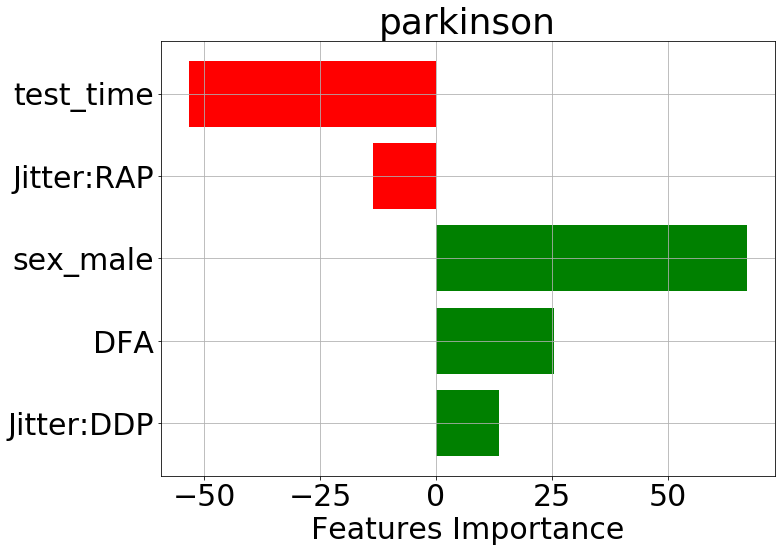 parkinson
test_time
Jitter:RAP
sex_male
DFA
Jitter:DDP
−50 −25 0 25 50
Features Importance